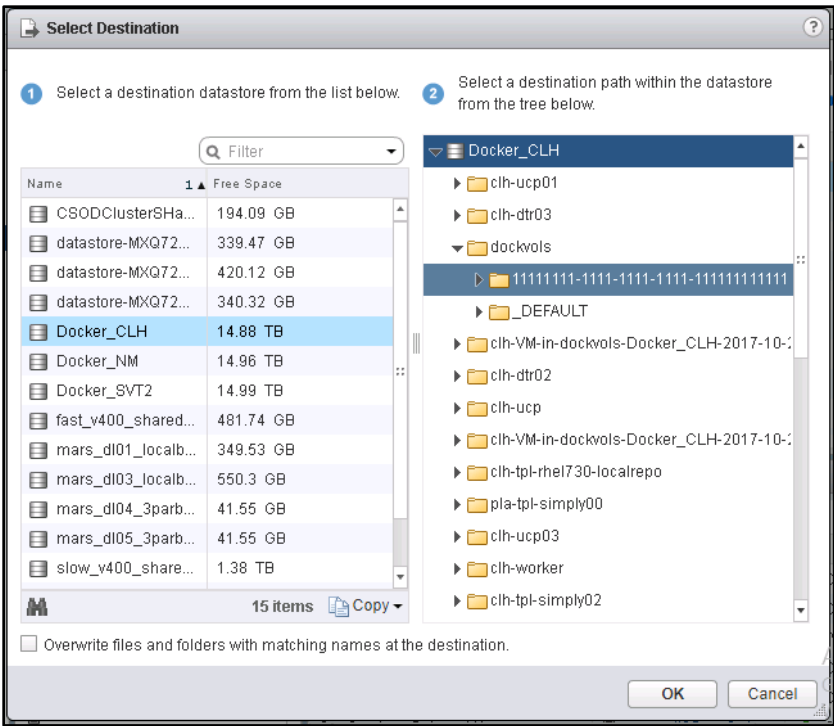 Select Destination
?
1 Select a destination datastore from the list below.
2 Select a destination path within the datastore
from the tree below.
Filter
Name 1 Free Space
CSODClusterSHa... 194.09 GB
datastore-MXQ72... 339.47 GB
datastore-MXQ72... 420.12 GB
datastore-MXQ72... 340.32 GB
Docker_CLH 14.88 TB
Docker_NM 14.96 TB
Docker_SVT2 14.99 TB
fast_v400_shared... 481.74 GB
mars_dl01_localb... 349.53 GB
mars_dl03_localb... 550.3 GB
mars_dl04_3parb... 41.55 GB
mars_dl05_3parb... 41.55 GB
slow_v400_share... 1.38 TB
15 items Copy
Docker_CLH
clh-ucp01
clh-dtr03
dockvols
11111111-1111-1111-1111-111111111111
_DEFAULT
clh-VM-in-dockvols-Docker_CLH-2017-10-
clh-dtr02
clh-ucp
clh-VM-in-dockvols-Docker_CLH-2017-10-
clh-tpl-rhel730-localrepo
pla-tpl-simply00
clh-ucp03
clh-worker
clh-tpl-simply02
Overwrite files and folders with matching names at the destination.
OK Cancel